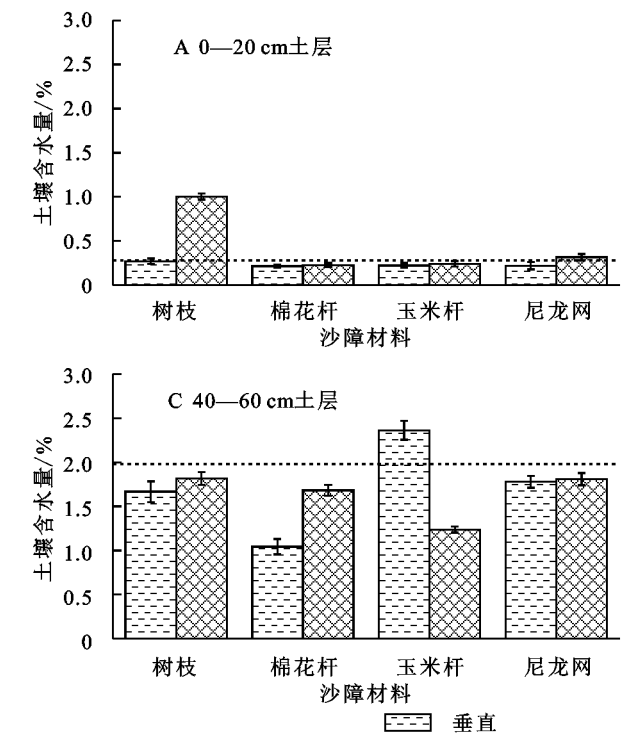 3.0
A 0—20 cm土层
2.5
2.0
1.5
1.0
0.5
0
土壤含水量/%
树枝 棉花杆 玉米杆 尼龙网
沙障材料
3.0
C 40—60 cm土层
2.5
2.0
1.5
1.0
0.5
0
土壤含水量/%
树枝 棉花杆 玉米杆 尼龙网
沙障材料
垂直